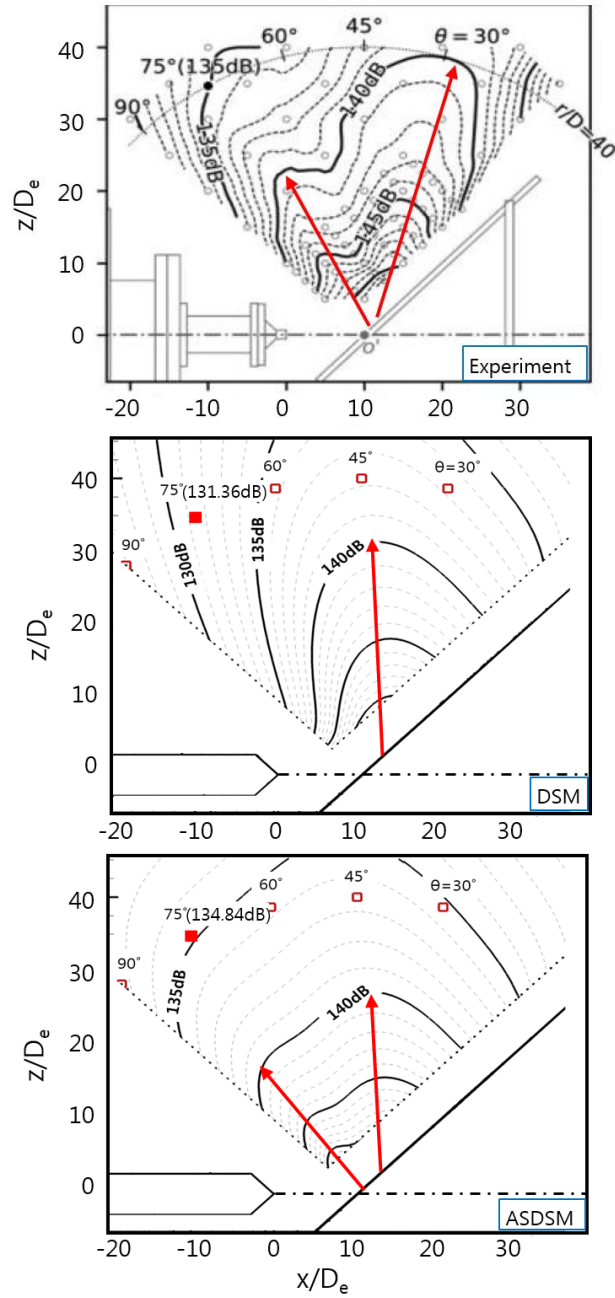 40
60°
45°
θ = 30°
75°(135dB)
140dB
90°
135dB
r/D=40
30
20
145dB
10
0
O'
z/Dₑ
Experiment
-20 -10 0 10 20 30
40
60°
45°
θ=30°
75°(131.36dB)
90°
130dB
135dB
140dB
30
20
10
0
z/Dₑ
DSM
-20 -10 0 10 20 30
40
60°
45°
θ=30°
75°(134.84dB)
90°
135dB
140dB
30
20
10
0
z/Dₑ
ASDSM
-20 -10 0 10 20 30
x/Dₑ